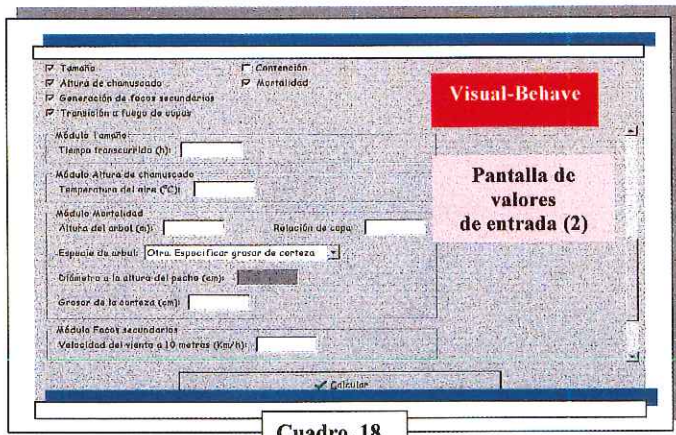 Tamaño
Contención
Altura de chamuscado
Mortalidad
Generación de focos secundarios
Transición a fuego de copas
Visual-Behave
Módulo Tamaño
Tiempo transcurrido (h):
Módulo Altura de chamuscado
Temperatura del aire (ºC):
Pantalla de
valores
de entrada (2)
Módulo Mortalidad
Altura del arbol (m):
Relación de copa:
Especie de arbol:
Otra. Especificar grosor de corteza
Diámetro a la altura del pecho (cm):
Grosor de la corteza (cm):
Módulo Focos secundarios
Velocidad del viento a 10 metros (Km/h):
Calcular
Cuadro 18